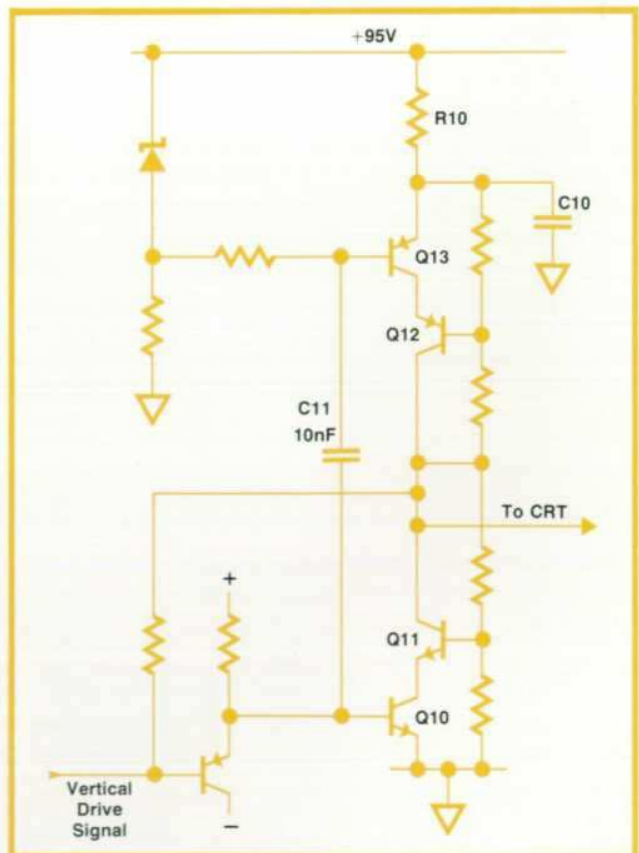 +95V
R10
C10
Q13
Q12
C11
10nF
To CRT
+
Q11
Q10
Vertical
Drive
Signal
−